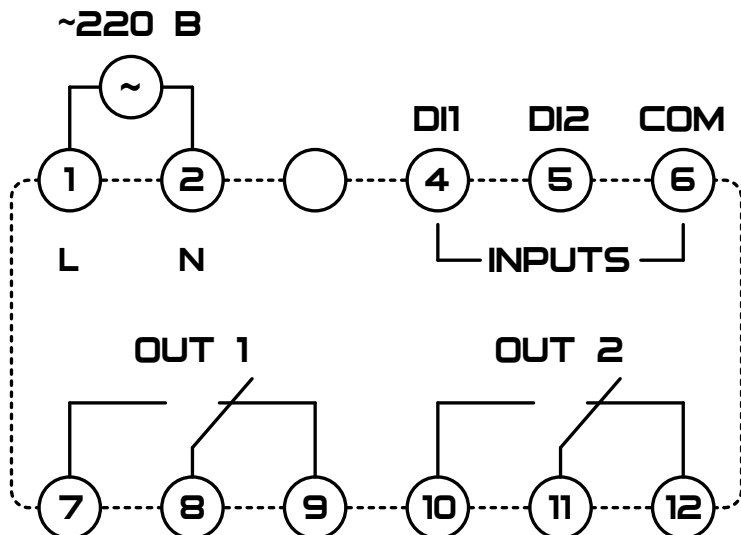 ~220 В
~
DI1 DI2 COM
1 2 4 5 6
L N INPUTS
OUT 1 OUT 2
7 8 9 10 11 12